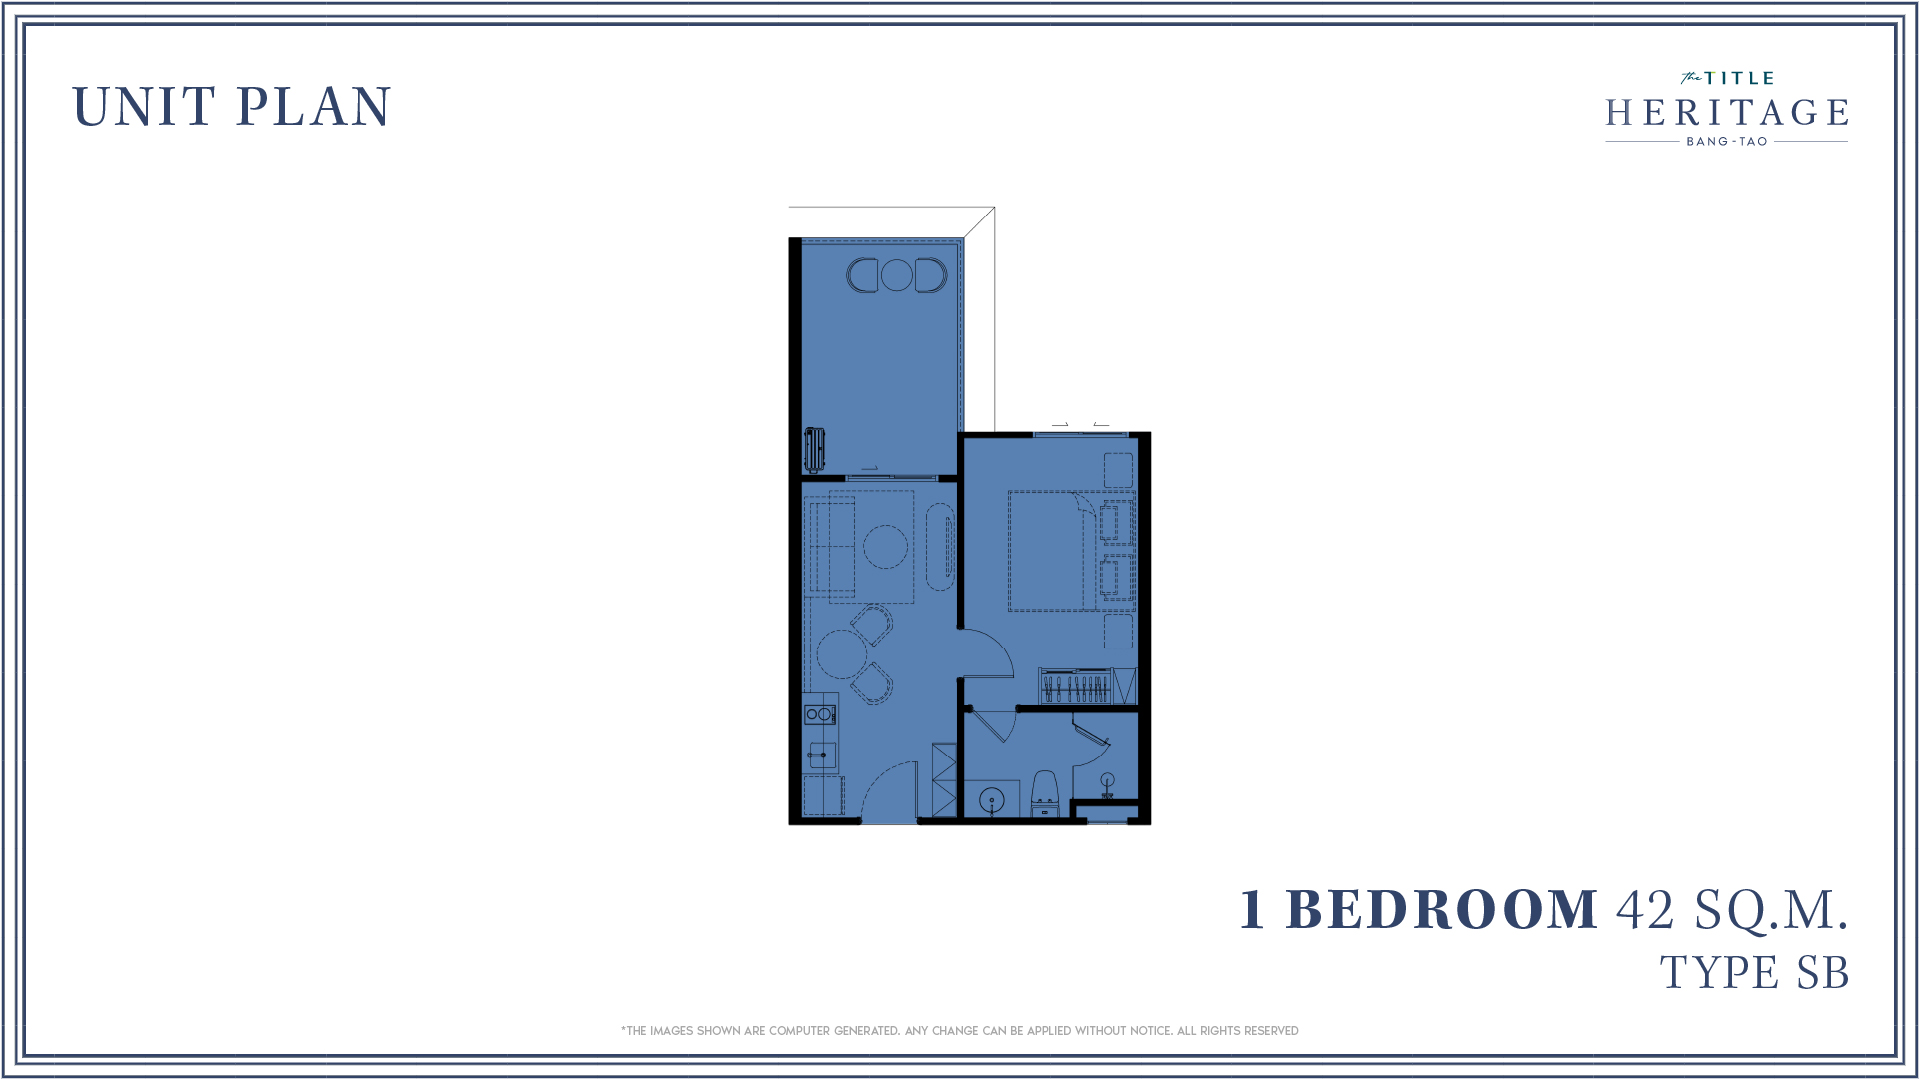 UNIT PLAN
the TITLE
HERITAGE
BANG-TAO
1 BEDROOM 42 SQ.M.
TYPE SB
*THE IMAGES SHOWN ARE COMPUTER GENERATED. ANY CHANGE CAN BE APPLIED WITHOUT NOTICE. ALL RIGHTS RESERVED